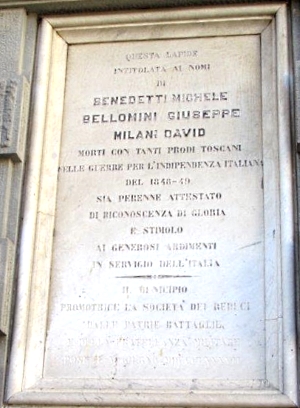 QUESTA LAPIDE
INTITOLATA AI NOMI
DI
BENEDETTI MICHELE
BELLOMINI GIUSEPPE
MILANI DAVID
MORTI CON TANTI PRODI TOSCANI
NELLE GUERRE PER L'INDIPENDENZA ITALIANA
DEL 1848-49
SIA PERENNE ATTESTATO
DI RICONOSCENZA DI GLORIA
E STIMOLO
AI GENEROSI ARDIMENTI
IN SERVIGIO DELL'ITALIA
IL MUNICIPIO
PROMOTRICE LA SOCIETÀ DEI REDUCI
DALLE PATRIE BATTAGLIE